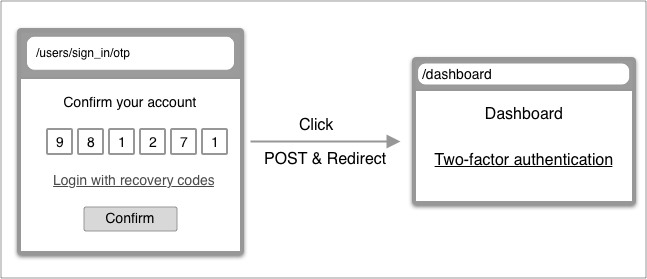 /users/sign_in/otp
Confirm your account
9 8 1 2 7 1
Login with recovery codes
Confirm
Click
POST & Redirect
/dashboard
Dashboard
Two-factor authentication